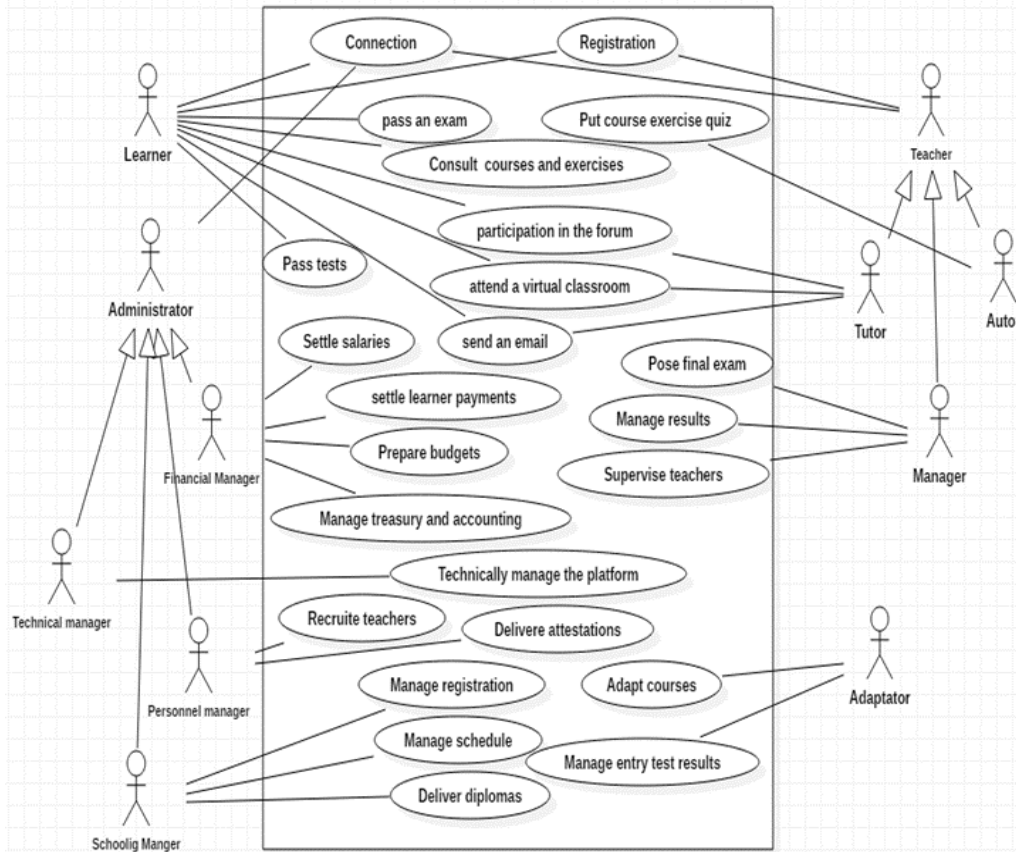 Connection
Registration
Learner
Teacher
pass an exam
Put course exercise quiz
Consult courses and exercises
participation in the forum
Pass tests
attend a virtual classroom
Administrator
Tutor
Auto
Settle salaries
send an email
Pose final exam
settle learner payments
Manage results
Prepare budgets
Supervise teachers
Financial Manager
Manager
Manage treasury and accounting
Technically manage the platform
Technical manager
Recruite teachers
Delivere attestations
Manage registration
Adapt courses
Adaptator
Personnel manager
Manage schedule
Manage entry test results
Deliver diplomas
Schoolig Manger